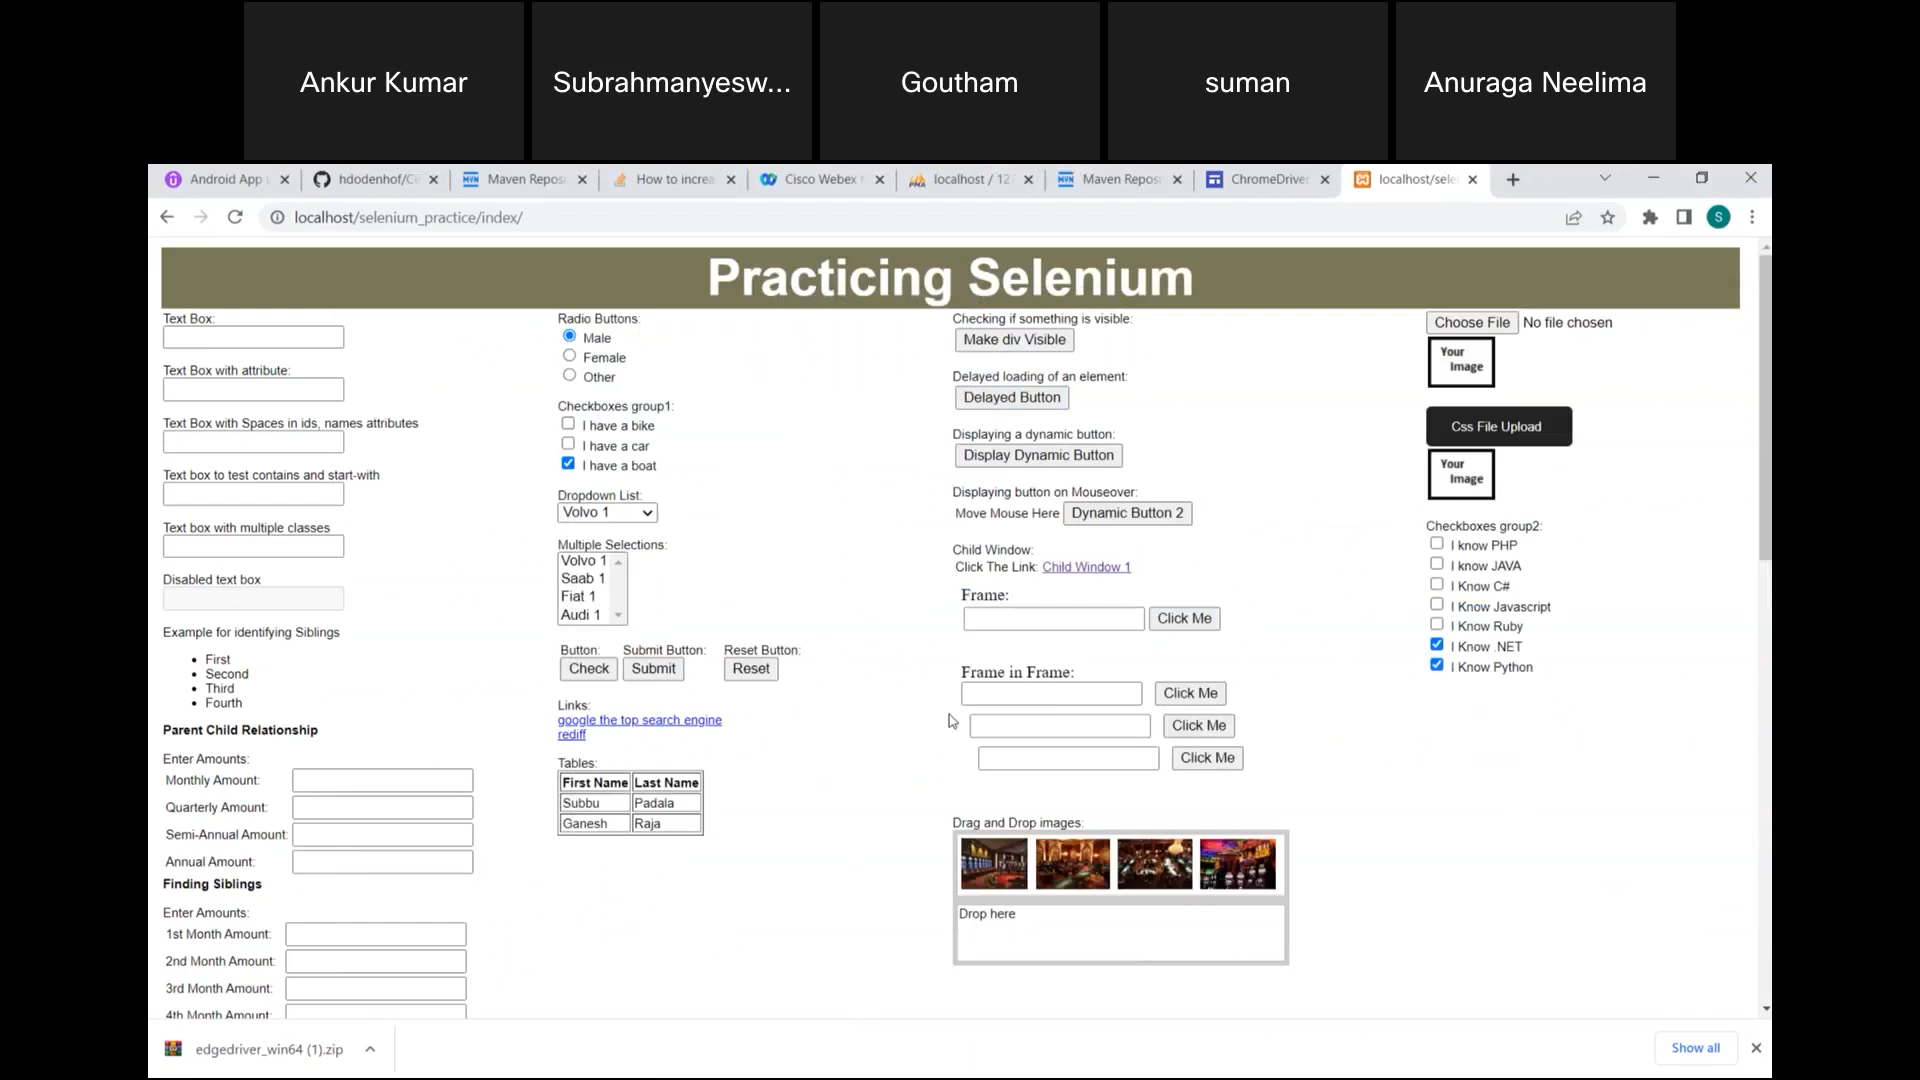 Ankur Kumar
Subrahmanyesw...
Goutham
suman
Anuraga Neelima
Android App
hdodenhof/Ci
Maven Repos
How to increa
Cisco Webex
localhost / 12
Maven Repos
ChromeDriver
localhost/sele
localhost/selenium_practice/index/
S
Practicing Selenium
Text Box:
Text Box with attribute:
Text Box with Spaces in ids, names attributes
Text box to test contains and start-with
Text box with multiple classes
Disabled text box
Example for identifying Siblings
First
Second
Third
Fourth
Parent Child Relationship
Enter Amounts:
Monthly Amount:
Quarterly Amount:
Semi-Annual Amount:
Annual Amount:
Finding Siblings
Enter Amounts:
1st Month Amount:
2nd Month Amount:
3rd Month Amount:
4th Month Amount:
Radio Buttons:
Male
Female
Other
Checkboxes group1:
I have a bike
I have a car
I have a boat
Dropdown List:
Volvo 1
Multiple Selections:
Volvo 1
Saab 1
Fiat 1
Audi 1
Button: Submit Button: Reset Button:
Check Submit Reset
Links:
google the top search engine
rediff
Tables:
First Name Last Name
Subbu Padala
Ganesh Raja
Checking if something is visible:
Make div Visible
Delayed loading of an element:
Delayed Button
Displaying a dynamic button:
Display Dynamic Button
Displaying button on Mouseover:
Move Mouse Here Dynamic Button 2
Child Window:
Click The Link: Child Window 1
Frame:
Click Me
Frame in Frame:
Click Me
Click Me
Click Me
Drag and Drop images:
Drop here
Choose File No file chosen
Your
Image
Css File Upload
Your
Image
Checkboxes group2:
I know PHP
I know JAVA
I Know C#
I Know Javascript
I Know Ruby
I Know .NET
I Know Python
edgedriver_win64 (1).zip
Show all